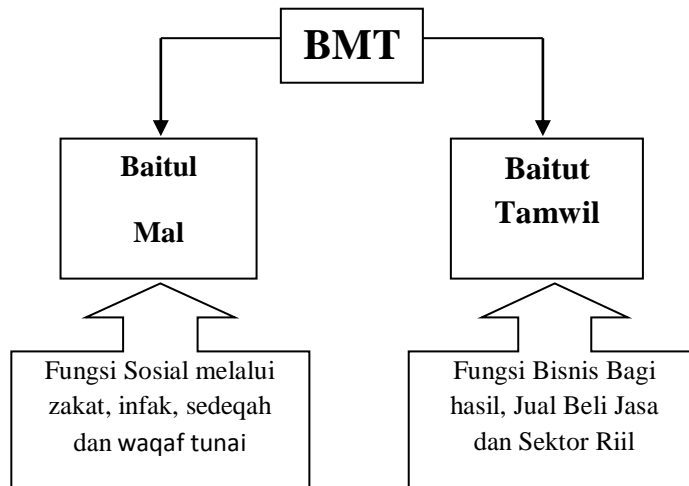 BMT
Baitul
Mal
Baitut
Tamwil
Fungsi Sosial melalui
zakat, infak, sedeqah
dan waqaf tunai
Fungsi Bisnis Bagi
hasil, Jual Beli Jasa
dan Sektor Riil